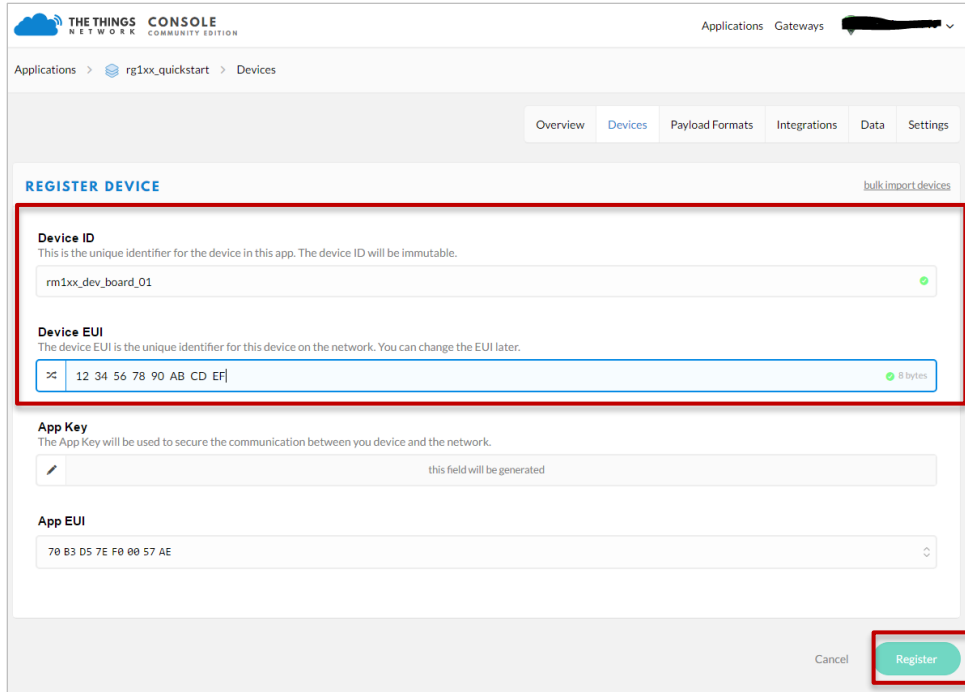 THE THINGS NETWORK CONSOLE COMMUNITY EDITION
Applications Gateways
Applications > rg1xx_quickstart > Devices
Overview Devices Payload Formats Integrations Data Settings
REGISTER DEVICE bulk import devices
Device ID
This is the unique identifier for the device in this app. The device ID will be immutable.
rm1xx_dev_board_01
Device EUI
The device EUI is the unique identifier for this device on the network. You can change the EUI later.
12 34 56 78 90 AB CD EF 8 bytes
App Key
The App Key will be used to secure the communication between you device and the network.
this field will be generated
App EUI
70 B3 D5 7E F0 00 57 AE
Cancel Register